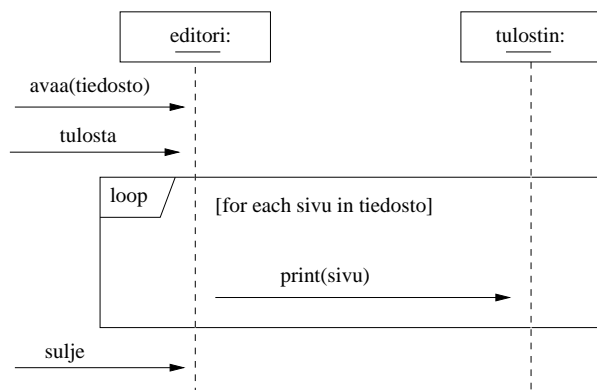 editori:
tulostin:
avaa(tiedosto)
tulosta
loop
[for each sivu in tiedosto]
print(sivu)
sulje